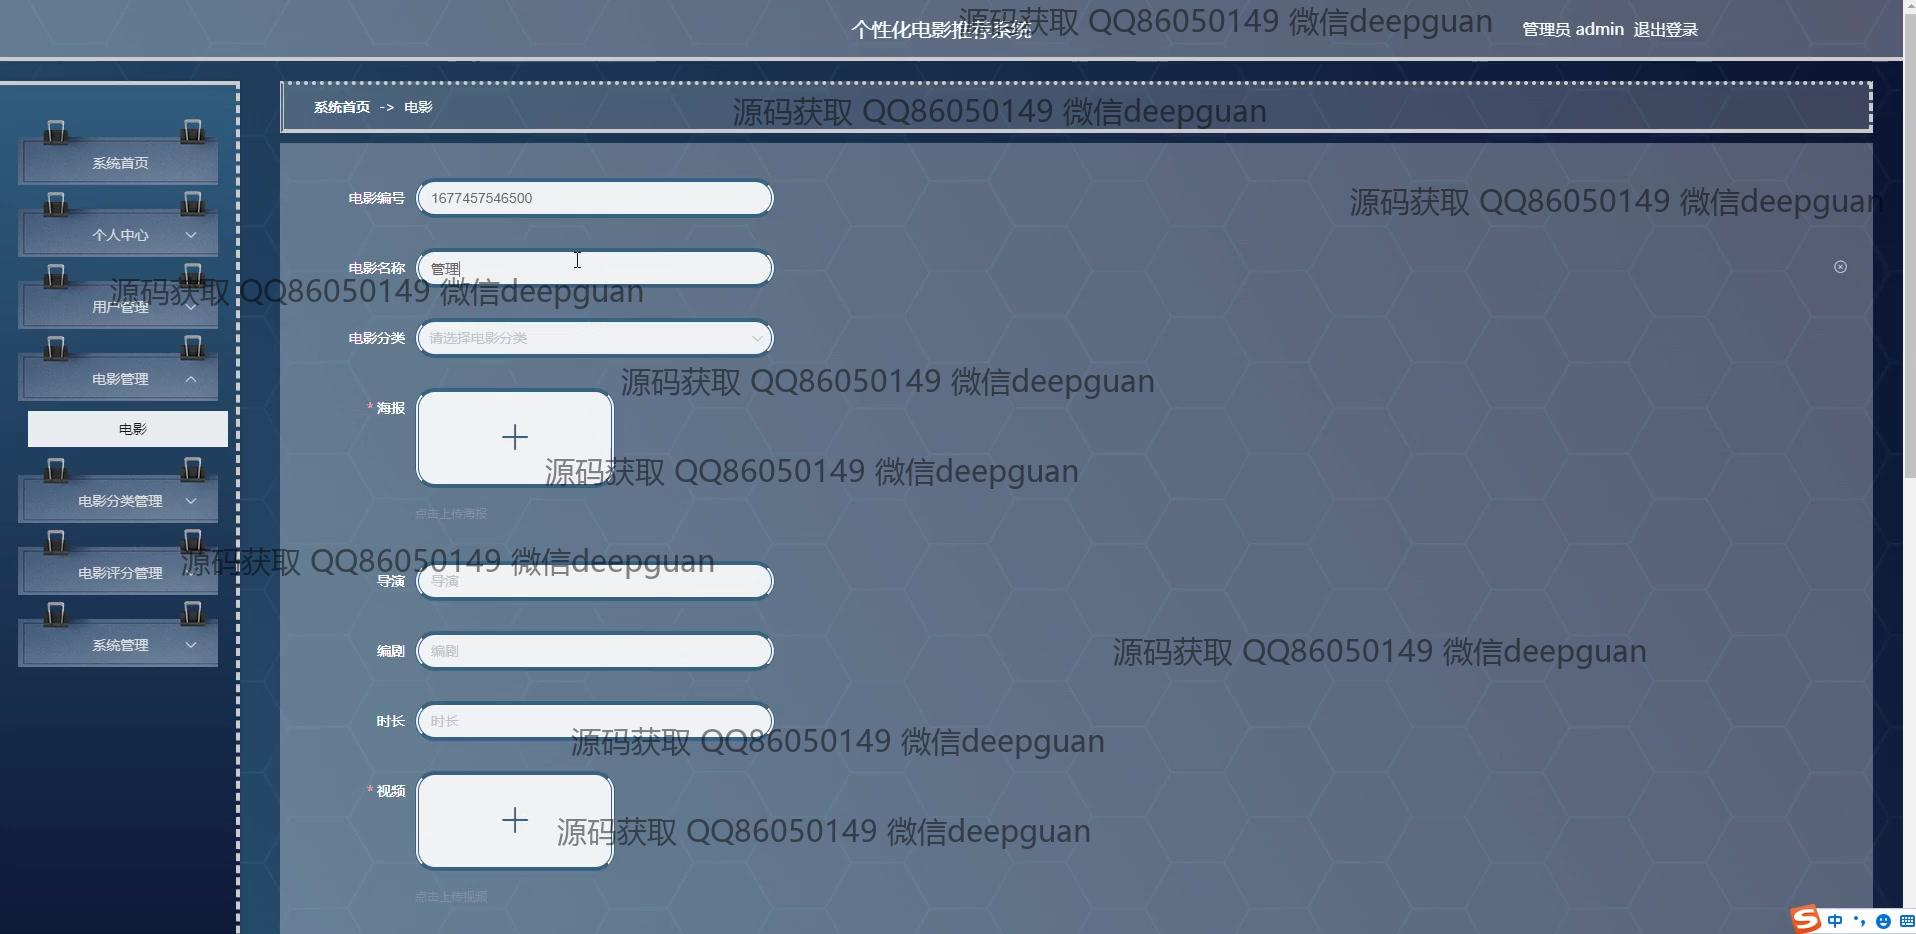 个性化电影推荐系统
源码获取 QQ86050149 微信deepguan
管理员 admin 退出登录
系统首页 -> 电影
源码获取 QQ86050149 微信deepguan
系统首页
个人中心
用户管理
电影管理
电影
电影分类管理
电影评分管理
系统管理
电影编号 1677457546500
源码获取 QQ86050149 微信deepguan
电影名称 管理
源码获取 QQ86050149 微信deepguan
电影分类 请选择电影分类
源码获取 QQ86050149 微信deepguan
* 海报
源码获取 QQ86050149 微信deepguan
点击上传海报
源码获取 QQ86050149 微信deepguan
导演 导演
编剧 编剧
源码获取 QQ86050149 微信deepguan
时长 时长
源码获取 QQ86050149 微信deepguan
* 视频
源码获取 QQ86050149 微信deepguan
点击上传视频
S 中